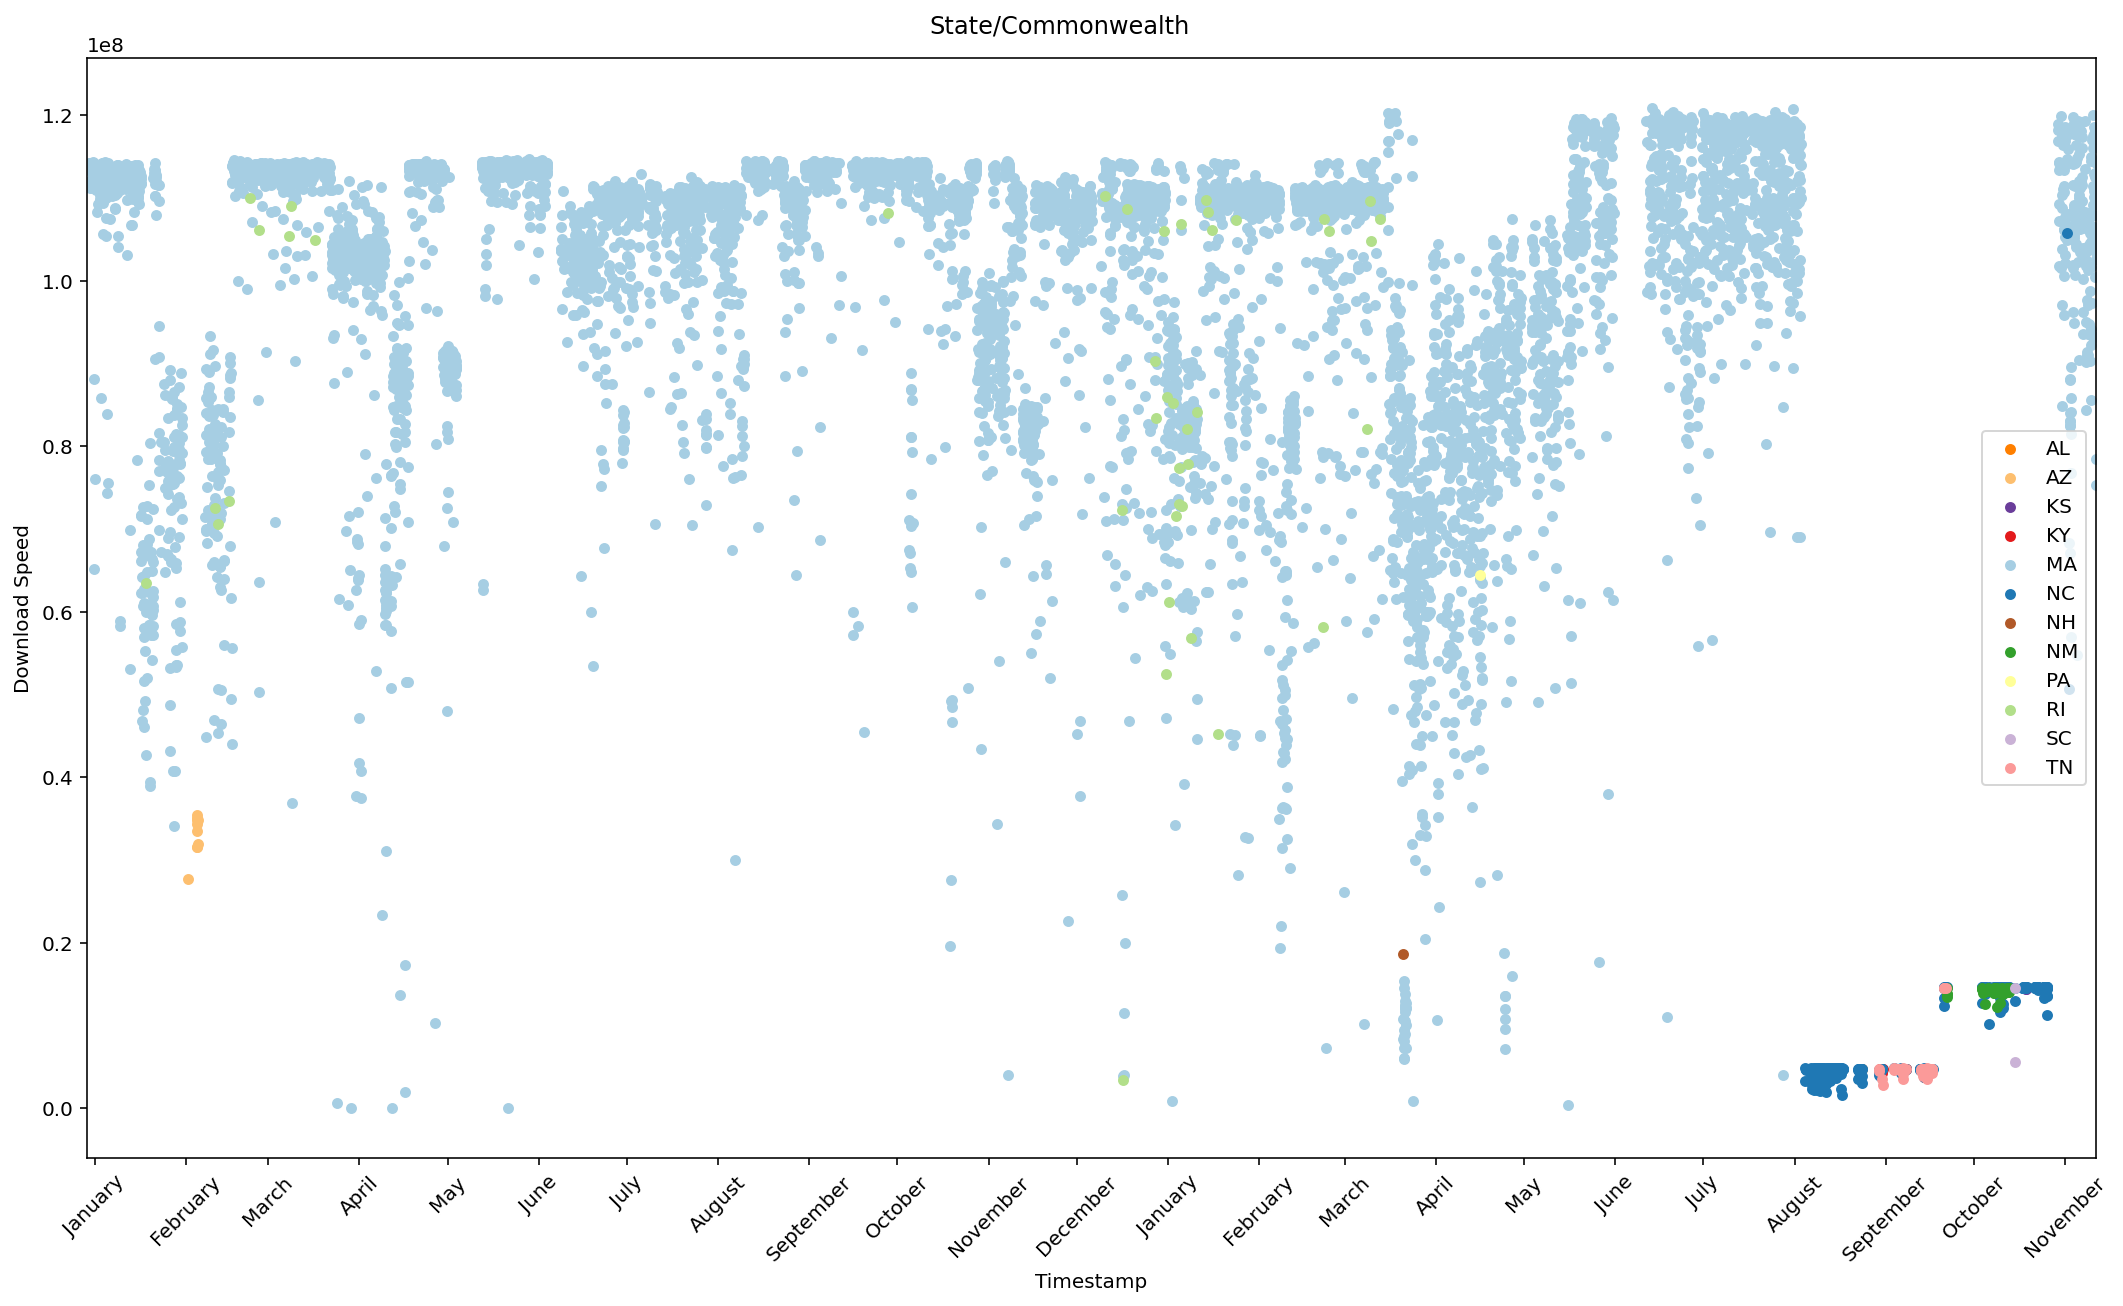 State/Commonwealth
1e8
1.2
1.0
0.8
0.6
0.4
0.2
0.0
Download Speed
AL
AZ
KS
KY
MA
NC
NH
NM
PA
RI
SC
TN
January
February
March
April
May
June
July
August
September
October
November
December
January
February
March
April
May
June
July
August
September
October
November
Timestamp